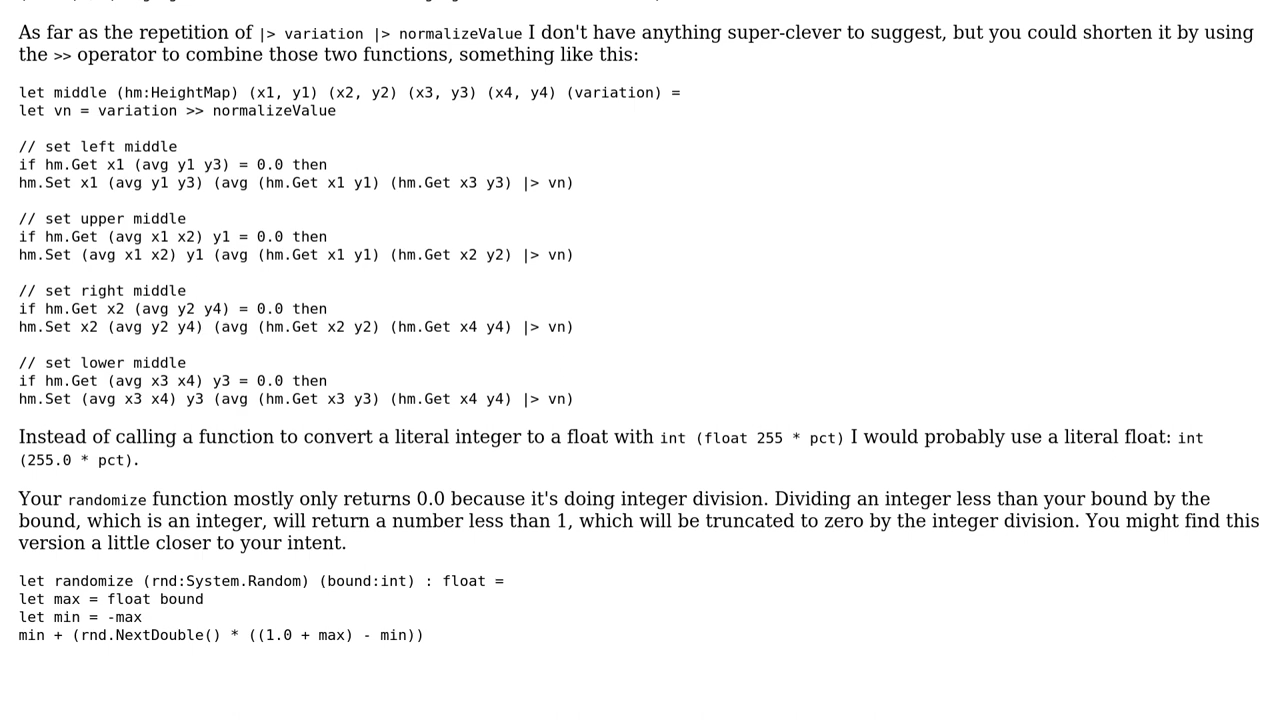 As far as the repetition of |> variation |> normalizeValue I don't have anything super-clever to suggest, but you could shorten it by using
the >> operator to combine those two functions, something like this:
let middle (hm:HeightMap) (x1, y1) (x2, y2) (x3, y3) (x4, y4) (variation) =
let vn = variation >> normalizeValue
// set left middle
if hm.Get x1 (avg y1 y3) = 0.0 then
hm.Set x1 (avg y1 y3) (avg (hm.Get x1 y1) (hm.Get x3 y3) |> vn)
// set upper middle
if hm.Get (avg x1 x2) y1 = 0.0 then
hm.Set (avg x1 x2) y1 (avg (hm.Get x1 y1) (hm.Get x2 y2) |> vn)
// set right middle
if hm.Get x2 (avg y2 y4) = 0.0 then
hm.Set x2 (avg y2 y4) (avg (hm.Get x2 y2) (hm.Get x4 y4) |> vn)
// set lower middle
if hm.Get (avg x3 x4) y3 = 0.0 then
hm.Set (avg x3 x4) y3 (avg (hm.Get x3 y3) (hm.Get x4 y4) |> vn)
Instead of calling a function to convert a literal integer to a float with int (float 255 * pct) I would probably use a literal float: int
(255.0 * pct).
Your randomize function mostly only returns 0.0 because it's doing integer division. Dividing an integer less than your bound by the
bound, which is an integer, will return a number less than 1, which will be truncated to zero by the integer division. You might find this
version a little closer to your intent.
let randomize (rnd:System.Random) (bound:int) : float =
let max = float bound
let min = -max
min + (rnd.NextDouble() * ((1.0 + max) - min))